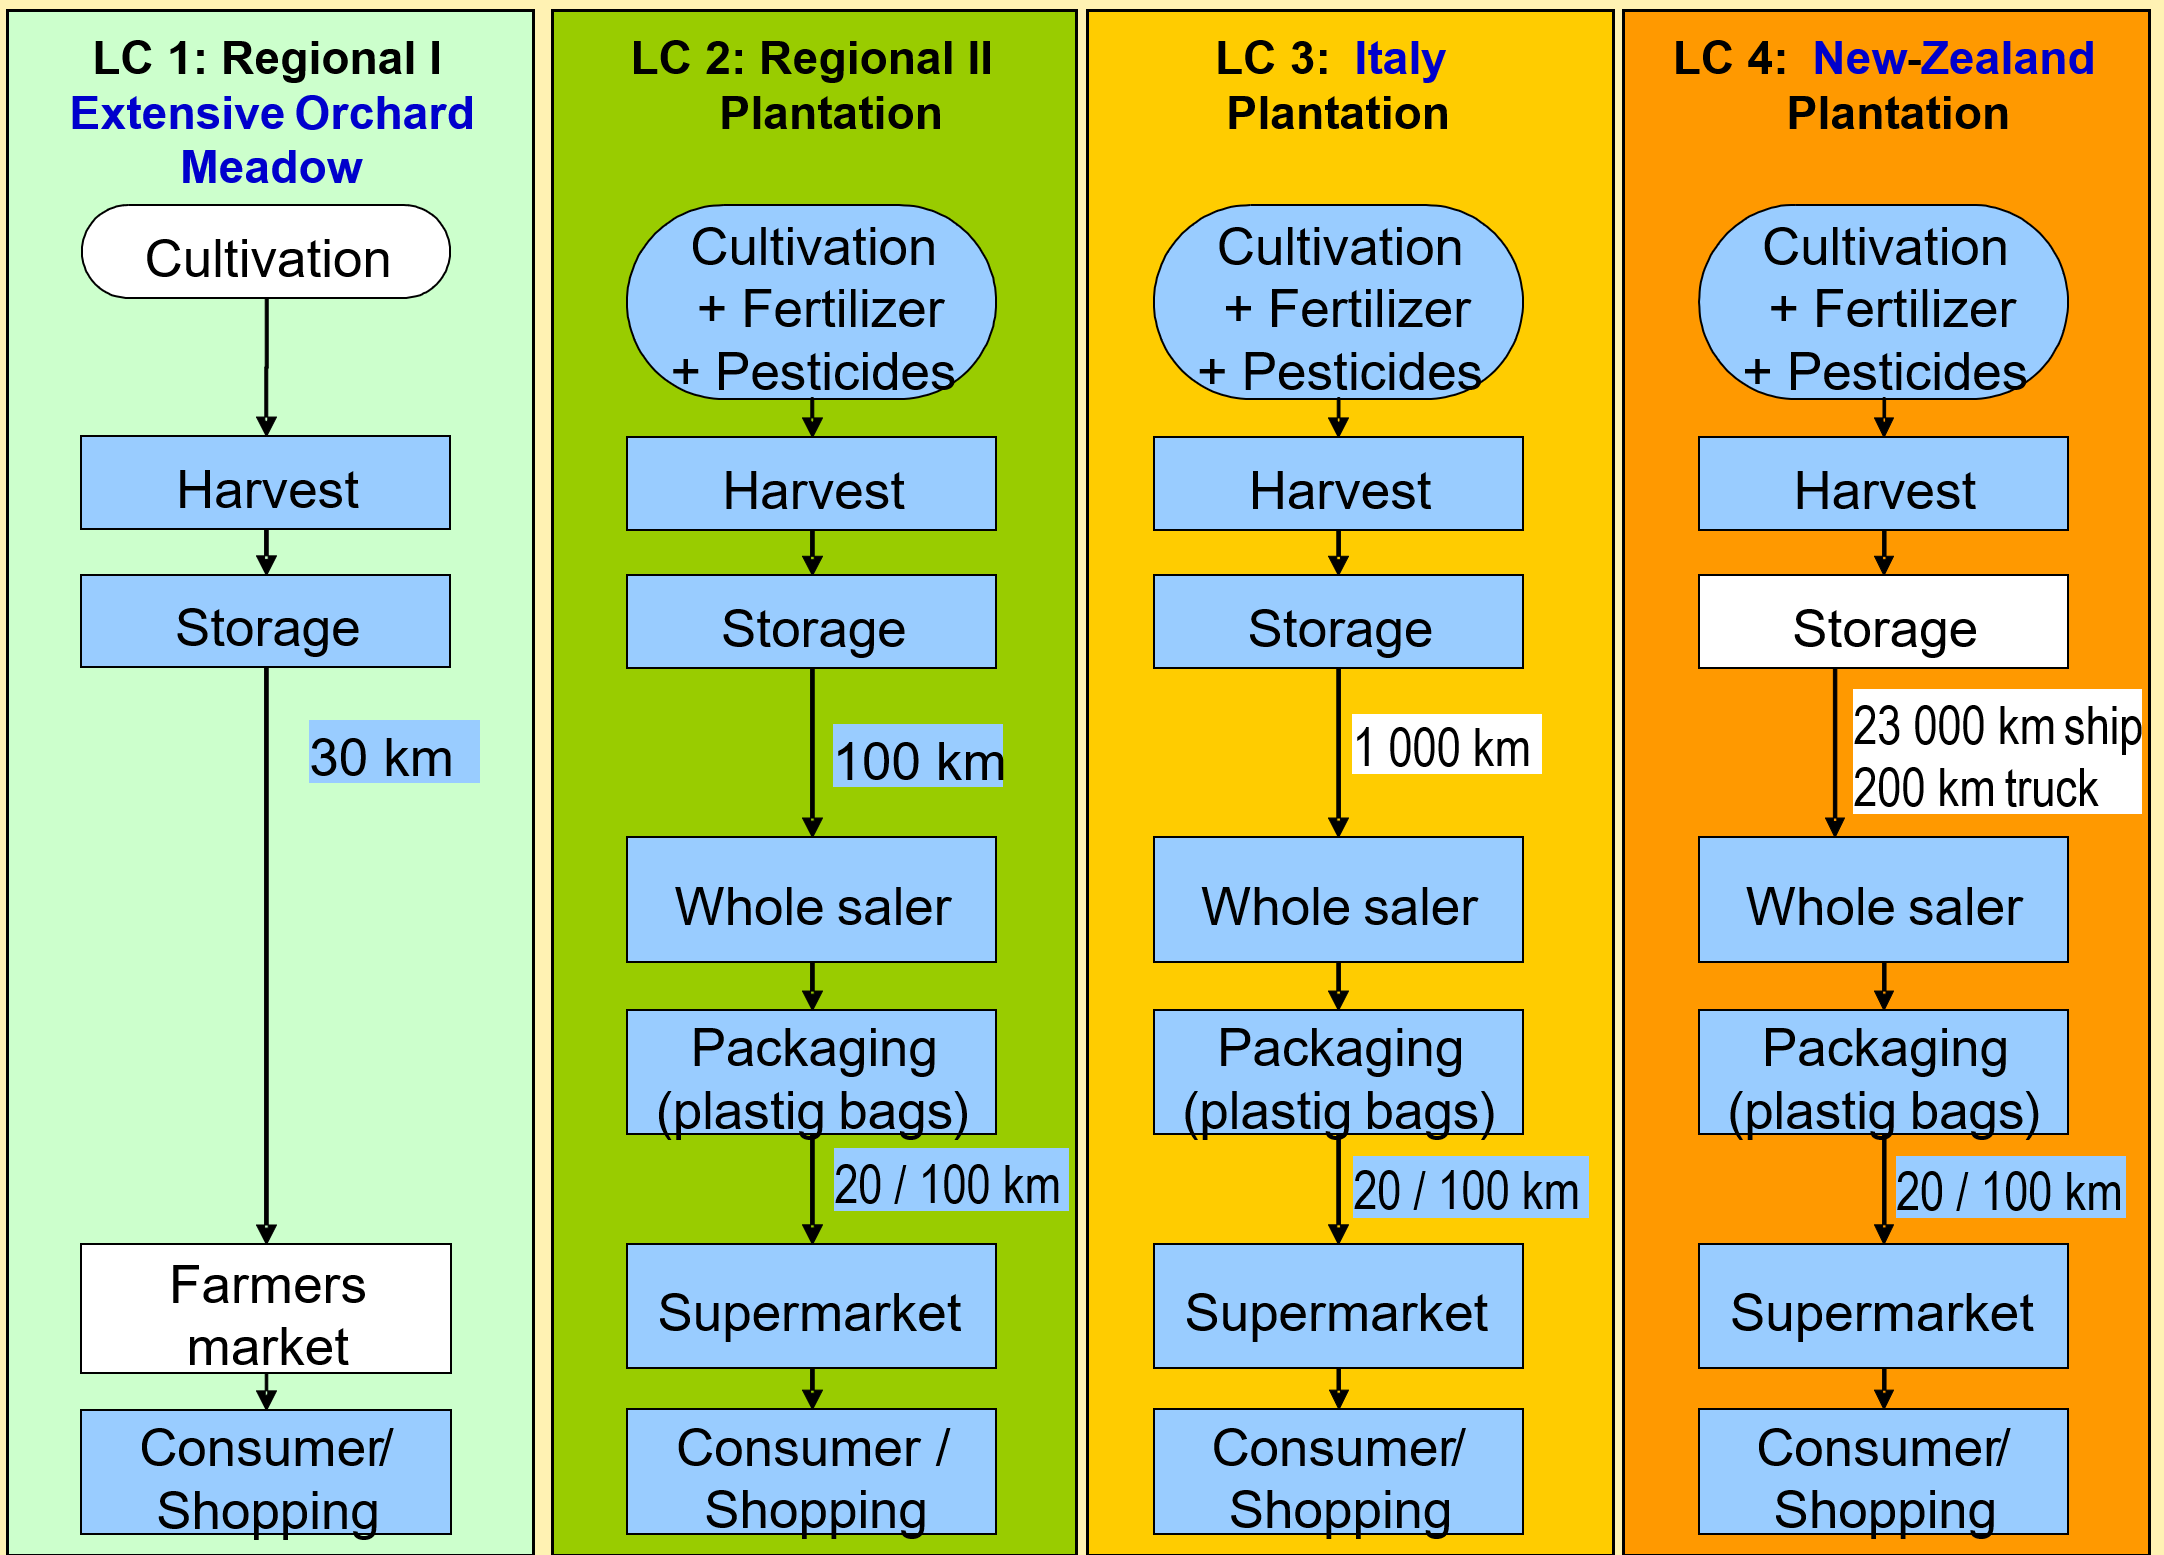 LC 1: Regional I
Extensive Orchard
Meadow
Cultivation
Harvest
Storage
30 km
Farmers
market
Consumer/
Shopping
LC 2: Regional II
Plantation
Cultivation
+ Fertilizer
+ Pesticides
Harvest
Storage
100 km
Whole saler
Packaging
(plastig bags)
20 / 100 km
Supermarket
Consumer /
Shopping
LC 3: Italy
Plantation
Cultivation
+ Fertilizer
+ Pesticides
Harvest
Storage
1 000 km
Whole saler
Packaging
(plastig bags)
20 / 100 km
Supermarket
Consumer/
Shopping
LC 4: New-Zealand
Plantation
Cultivation
+ Fertilizer
+ Pesticides
Harvest
Storage
23 000 km ship
200 km truck
Whole saler
Packaging
(plastig bags)
20 / 100 km
Supermarket
Consumer/
Shopping